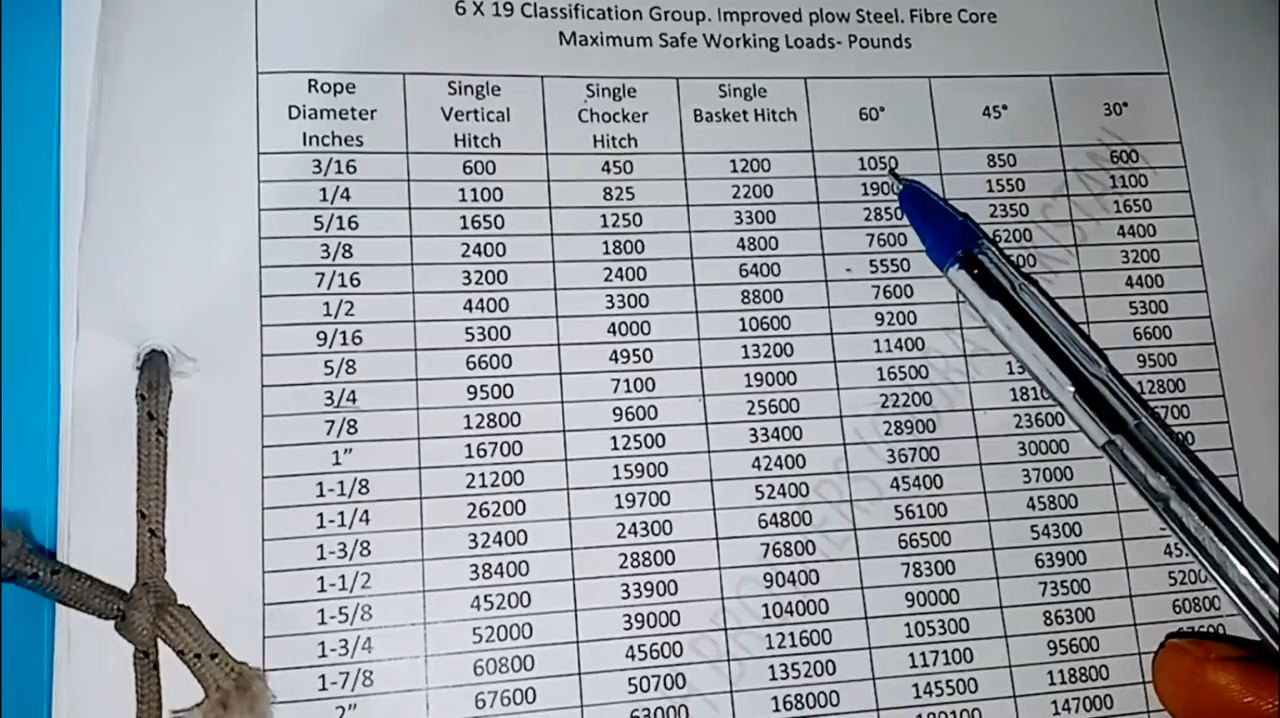 6 X 19 Classification Group. Improved plow Steel. Fibre Core
Maximum Safe Working Loads- Pounds
Rope Diameter Inches Single Vertical Hitch Single Chocker Hitch Single Basket Hitch 60° 45° 30°
3/16 600 450 1200 1050 850 600
1/4 1100 825 2200 1900 1550 1100
5/16 1650 1250 3300 2850 2350 1650
3/8 2400 1800 4800 7600 6200 4400
7/16 3200 2400 6400 5550 3200
1/2 4400 3300 8800 7600 4400
9/16 5300 4000 10600 9200 5300
5/8 6600 4950 13200 11400 6600
3/4 9500 7100 19000 16500 9500
7/8 12800 9600 25600 22200 18100 12800
1” 16700 12500 33400 28900 23600
1-1/8 21200 15900 42400 36700 30000
1-1/4 26200 19700 52400 45400 37000
1-3/8 32400 24300 64800 56100 45800
1-1/2 38400 28800 76800 66500 54300
1-5/8 45200 33900 90400 78300 63900
1-3/4 52000 39000 104000 90000 73500 52000
1-7/8 60800 45600 121600 105300 86300 60800
2” 67600 50700 135200 117100 95600 67600
63000 168000 145500 118800
147000